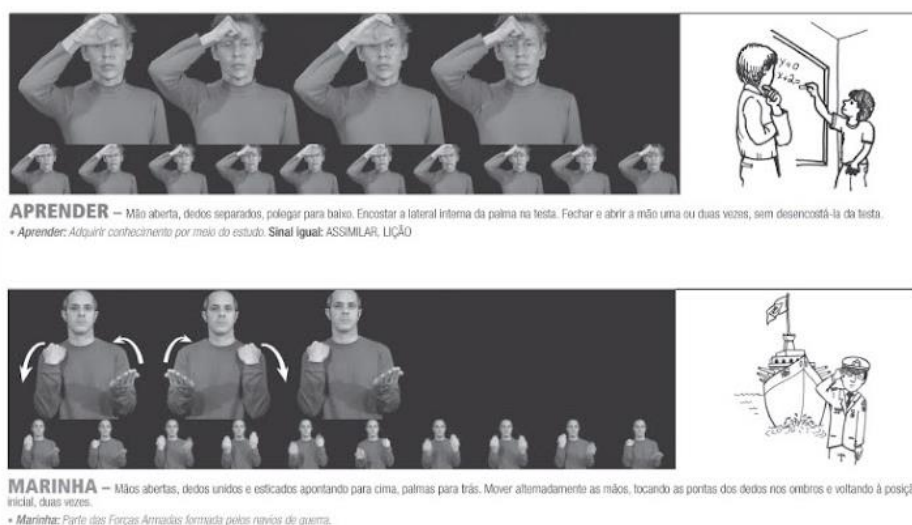 y+0
x+2=
APRENDER – Mão aberta, dedos separados, polegar para baixo. Encostar a lateral interna da palma na testa. Fechar e abrir a mão uma ou duas vezes, sem desencostá-la da testa.
• Aprender: Adquirir conhecimento por meio do estudo. Sinal igual: ASSIMILAR, LIÇÃO
MARINHA – Mãos abertas, dedos unidos e esticados apontando para cima, palmas para trás. Mover alternadamente as mãos, tocando as pontas dos dedos nos ombros e voltando à posiçã
inicial, duas vezes.
• Marinha: Parte das Forças Armadas formada pelos navios de guerra.